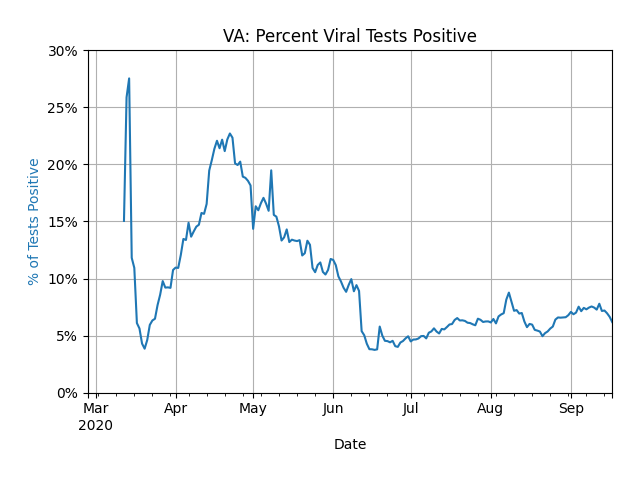 VA: Percent Viral Tests Positive
30%
25%
20%
15%
10%
5%
0%
% of Tests Positive
Mar Apr May Jun Jul Aug Sep
2020
Date